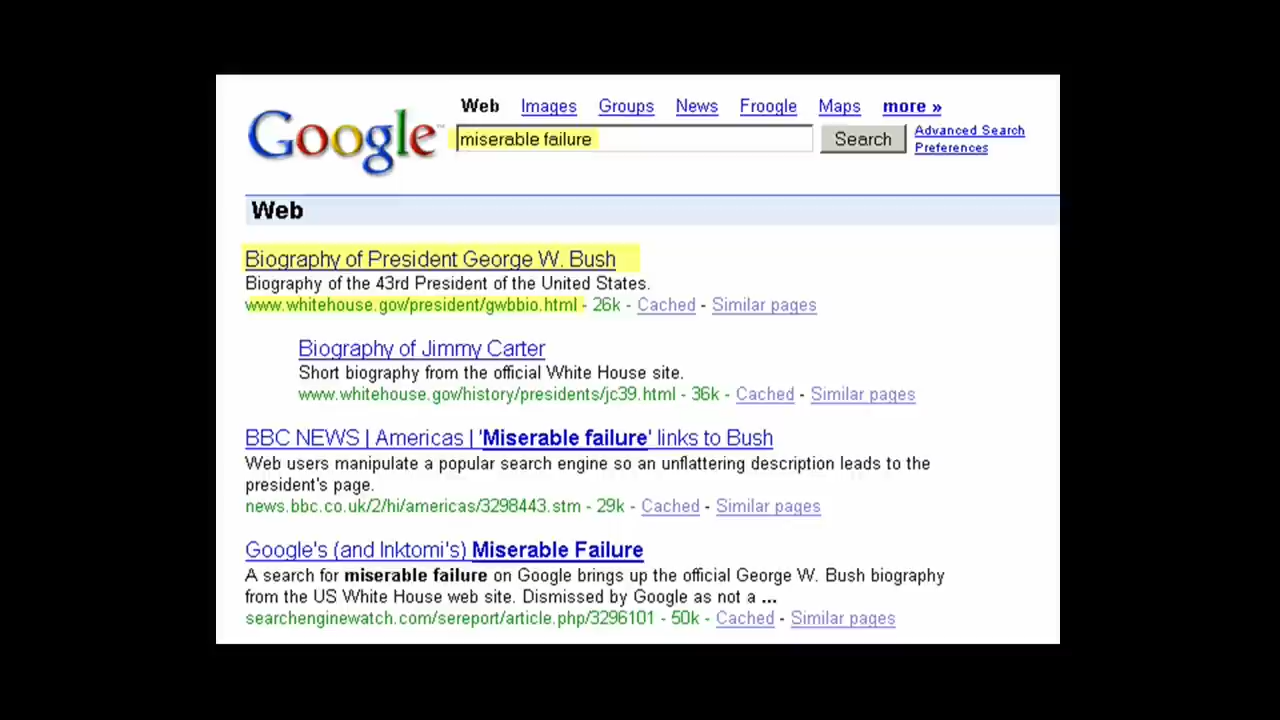 Web Images Groups News Froogle Maps more »
Google™ miserable failure Search Advanced Search
Preferences
Web
Biography of President George W. Bush
Biography of the 43rd President of the United States.
www.whitehouse.gov/president/gwbbio.html - 26k - Cached - Similar pages
Biography of Jimmy Carter
Short biography from the official White House site.
www.whitehouse.gov/history/presidents/jc39.html - 36k - Cached - Similar pages
BBC NEWS | Americas | 'Miserable failure' links to Bush
Web users manipulate a popular search engine so an unflattering description leads to the
president's page.
news.bbc.co.uk/2/hi/americas/3298443.stm - 29k - Cached - Similar pages
Google's (and Inktomi's) Miserable Failure
A search for miserable failure on Google brings up the official George W. Bush biography
from the US White House web site. Dismissed by Google as not a ...
searchenginewatch.com/sereport/article.php/3296101 - 50k - Cached - Similar pages